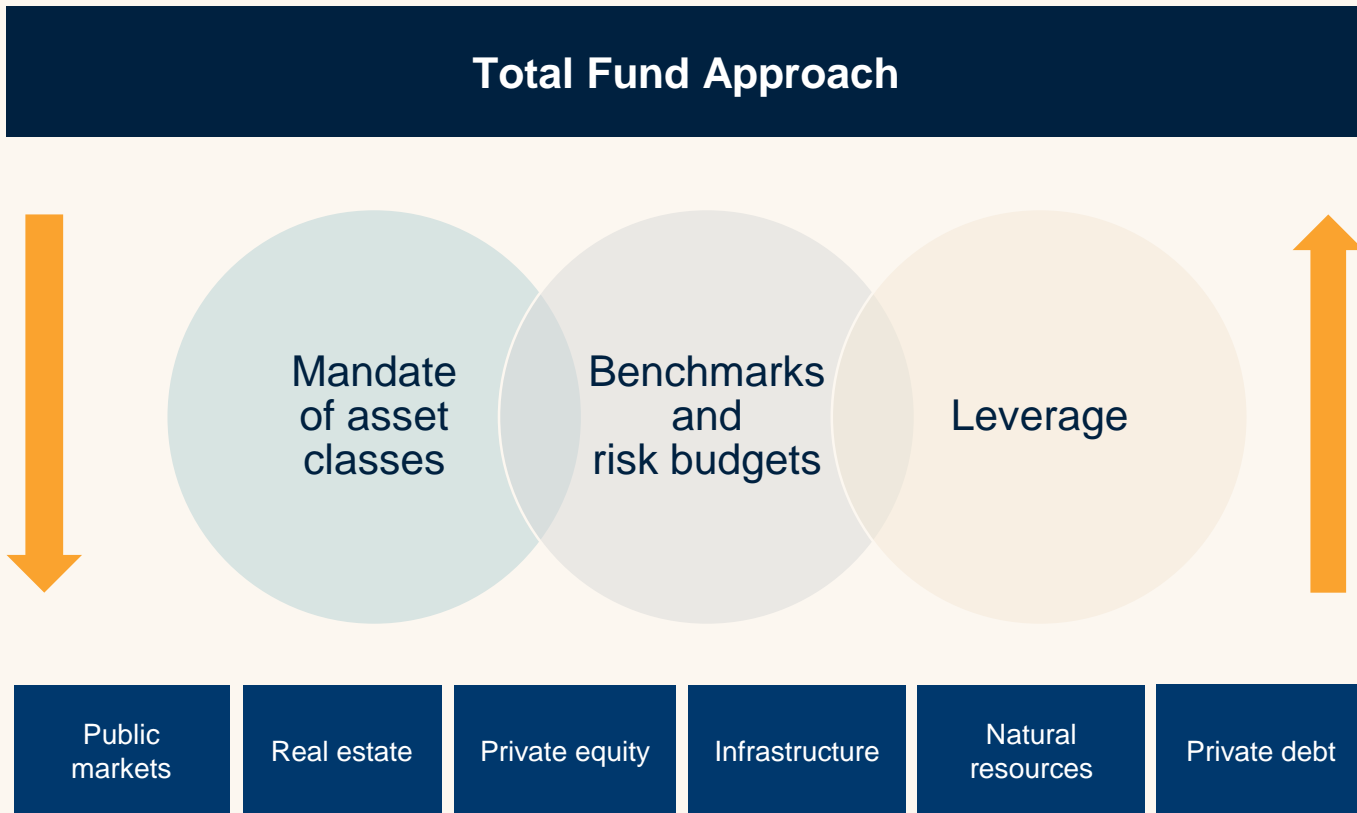 Total Fund Approach
Mandate
of asset
classes
Benchmarks
and
risk budgets
Leverage
Public
markets
Real estate
Private equity
Infrastructure
Natural
resources
Private debt